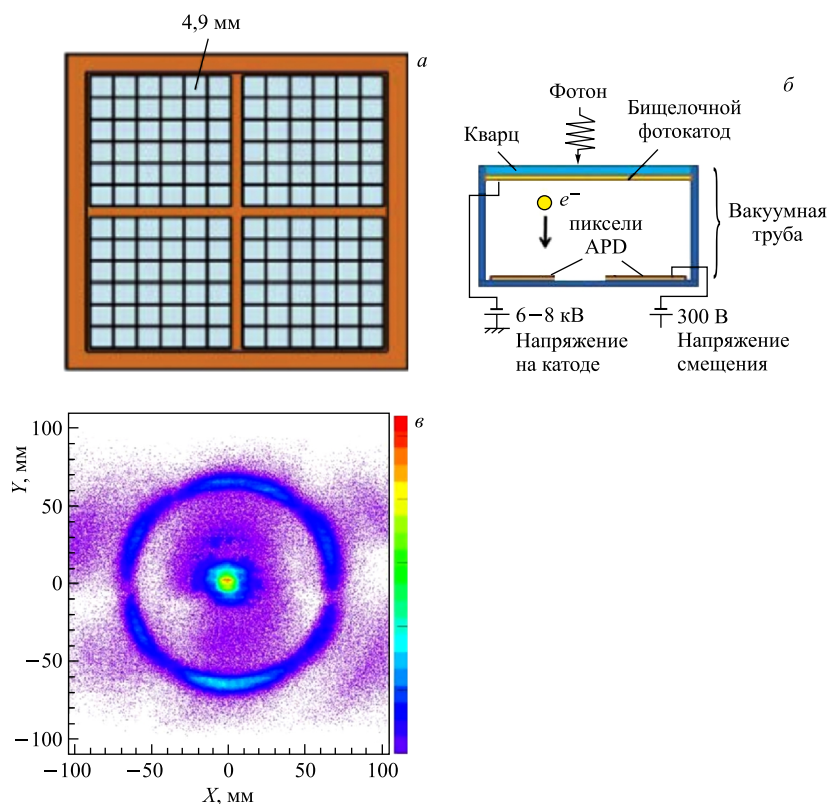 4,9 мм
а
б
Фотон
Бищелочной
фотокатод
Кварц
e−
пиксели
APD
Вакуумная
труба
6−8 кВ
Напряжение
на катоде
300 В
Напряжение
смещения
в
100
50
0
−50
−100
Y, мм
−100 −50 0 50 100
X, мм